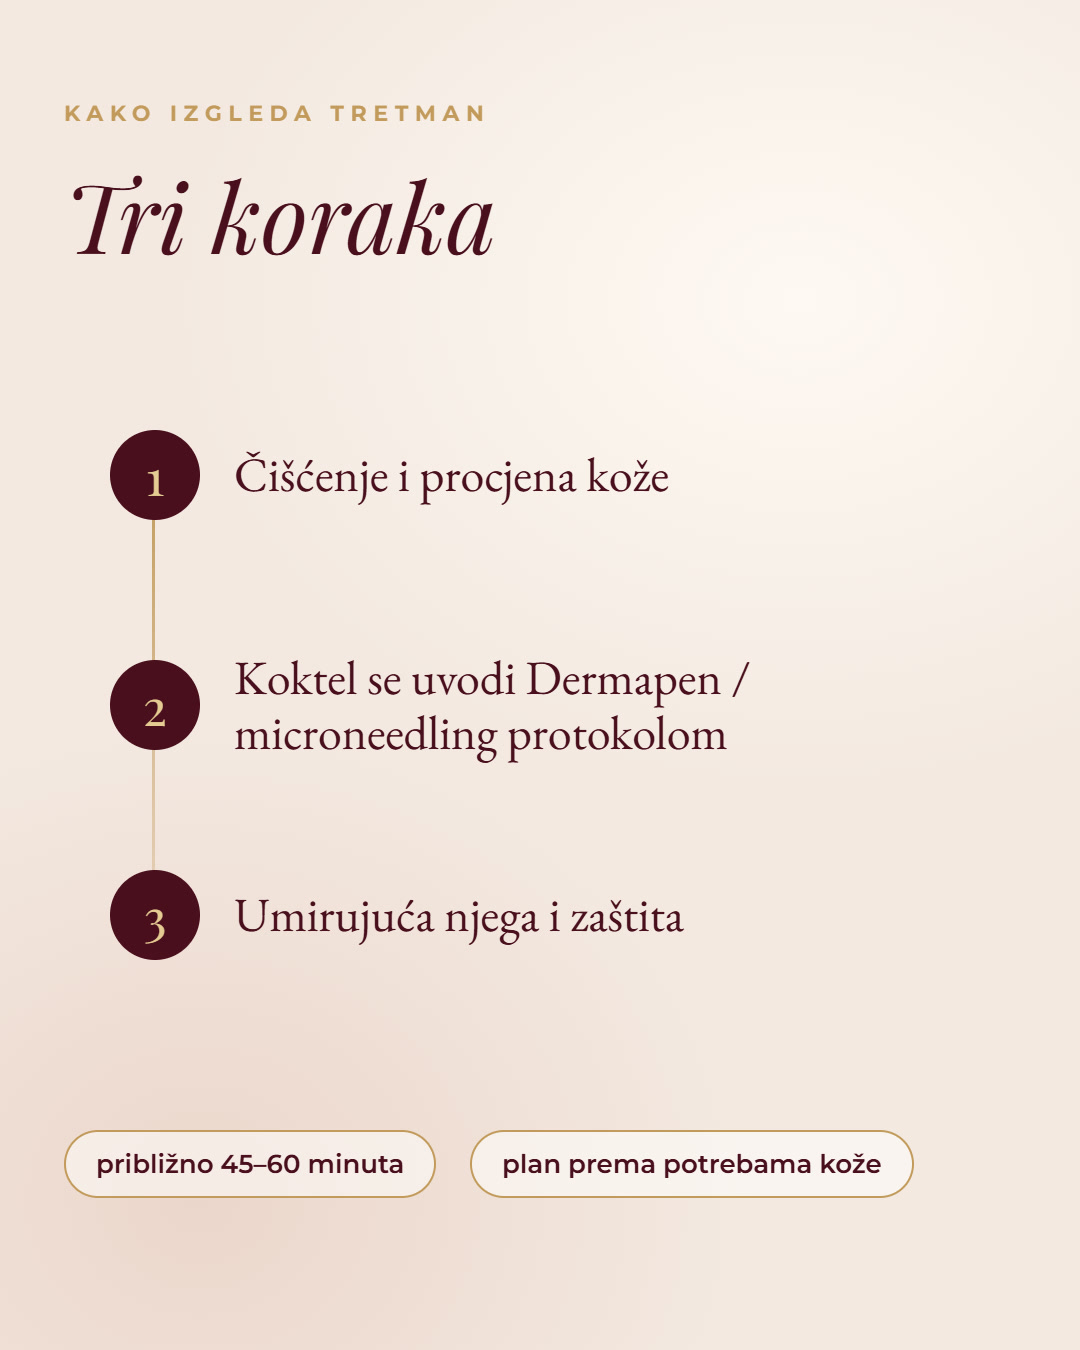 KAKO IZGLEDA TRETMAN
Tri koraka
1
Čišćenje i procjena kože
2
Koktel se uvodi Dermapen /
microneedling protokolom
3
Umirujuća njega i zaštita
približno 45–60 minuta
plan prema potrebama kože